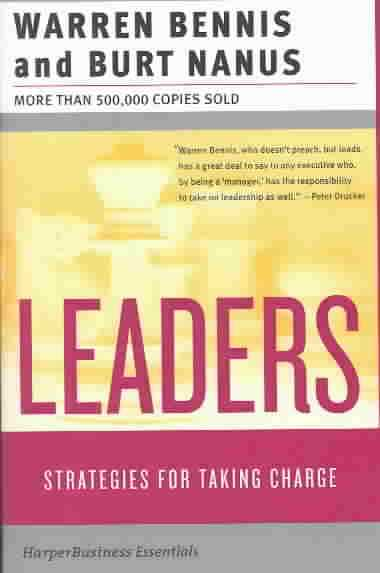 WARREN BENNIS
and BURT NANUS
MORE THAN 500,000 COPIES SOLD
"Warren Bennis, who doesn't preach, but leads,
has a great deal to say to any executive who,
by being a 'manager,' has the responsibility
to take on leadership as well." —Peter Drucker
LEADERS
STRATEGIES FOR TAKING CHARGE
HarperBusiness Essentials